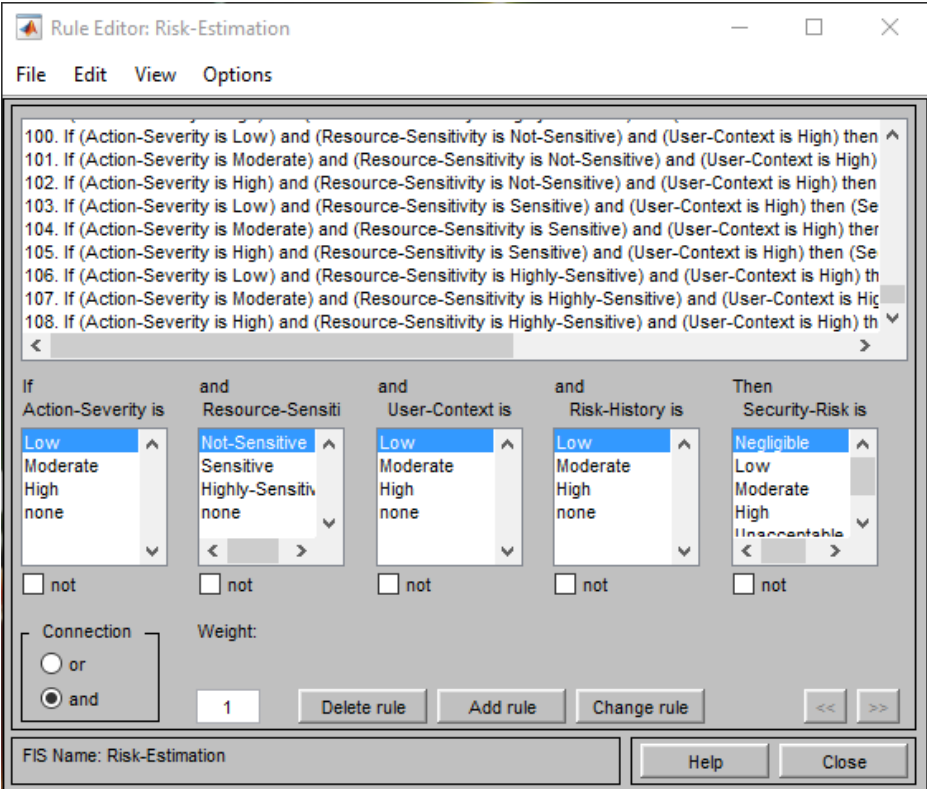 Rule Editor: Risk-Estimation
File Edit View Options
100. If (Action-Severity is Low) and (Resource-Sensitivity is Not-Sensitive) and (User-Context is High) then
101. If (Action-Severity is Moderate) and (Resource-Sensitivity is Not-Sensitive) and (User-Context is High)
102. If (Action-Severity is High) and (Resource-Sensitivity is Not-Sensitive) and (User-Context is High) then
103. If (Action-Severity is Low) and (Resource-Sensitivity is Sensitive) and (User-Context is High) then (Se
104. If (Action-Severity is Moderate) and (Resource-Sensitivity is Sensitive) and (User-Context is High) then
105. If (Action-Severity is High) and (Resource-Sensitivity is Sensitive) and (User-Context is High) then (Se
106. If (Action-Severity is Low) and (Resource-Sensitivity is Highly-Sensitive) and (User-Context is High) th
107. If (Action-Severity is Moderate) and (Resource-Sensitivity is Highly-Sensitive) and (User-Context is Hig
108. If (Action-Severity is High) and (Resource-Sensitivity is Highly-Sensitive) and (User-Context is High) th
If and and and Then
Action-Severity is Resource-Sensiti User-Context is Risk-History is Security-Risk is
Low Not-Sensitive Low Low Negligible
Moderate Sensitive Moderate Moderate Low
High Highly-Sensitiv High High Moderate
none none none none High
Unacceptable
not not not not not
Connection Weight:
or
and 1 Delete rule Add rule Change rule << >>
FIS Name: Risk-Estimation Help Close